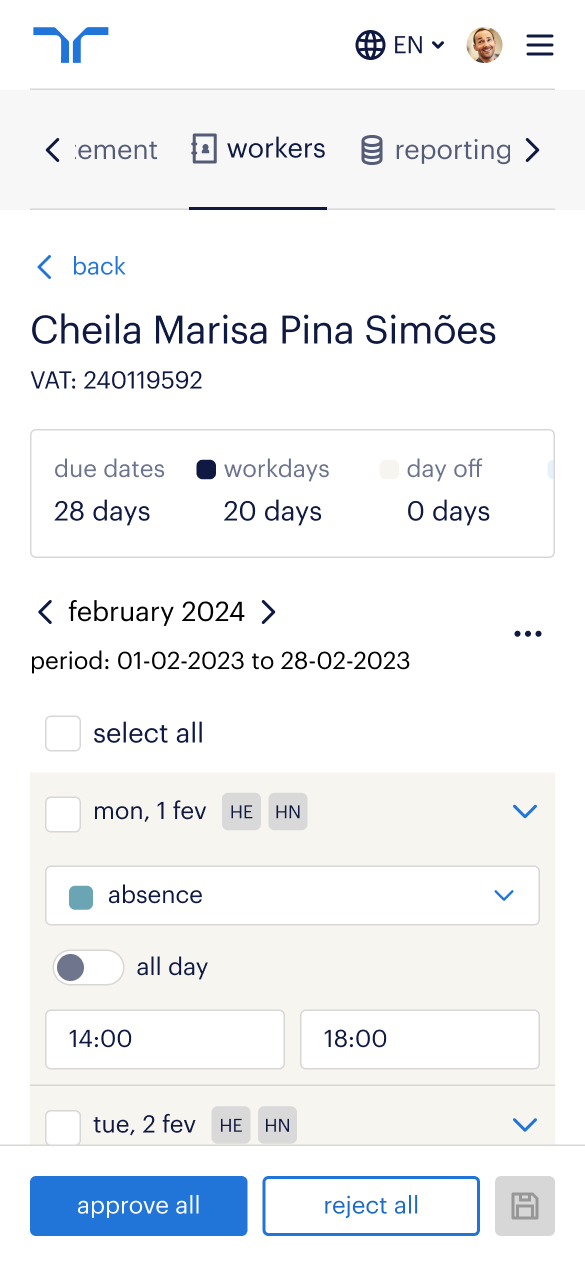 EN
:ement workers reporting
back
Cheila Marisa Pina Simões
VAT: 240119592
due dates workdays day off
28 days 20 days 0 days
february 2024
period: 01-02-2023 to 28-02-2023
select all
mon, 1 fev HE HN
absence
all day
14:00 18:00
tue, 2 fev HE HN
approve all reject all